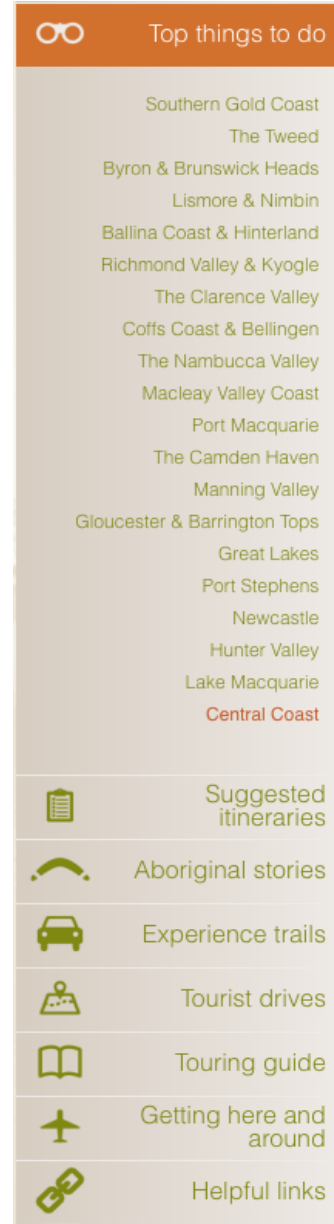 Top things to do
Southern Gold Coast
The Tweed
Byron & Brunswick Heads
Lismore & Nimbin
Ballina Coast & Hinterland
Richmond Valley & Kyogle
The Clarence Valley
Coffs Coast & Bellingen
The Nambucca Valley
Macleay Valley Coast
Port Macquarie
The Camden Haven
Manning Valley
Gloucester & Barrington Tops
Great Lakes
Port Stephens
Newcastle
Hunter Valley
Lake Macquarie
Central Coast
Suggested
itineraries
Aboriginal stories
Experience trails
Tourist drives
Touring guide
Getting here and
around
Helpful links